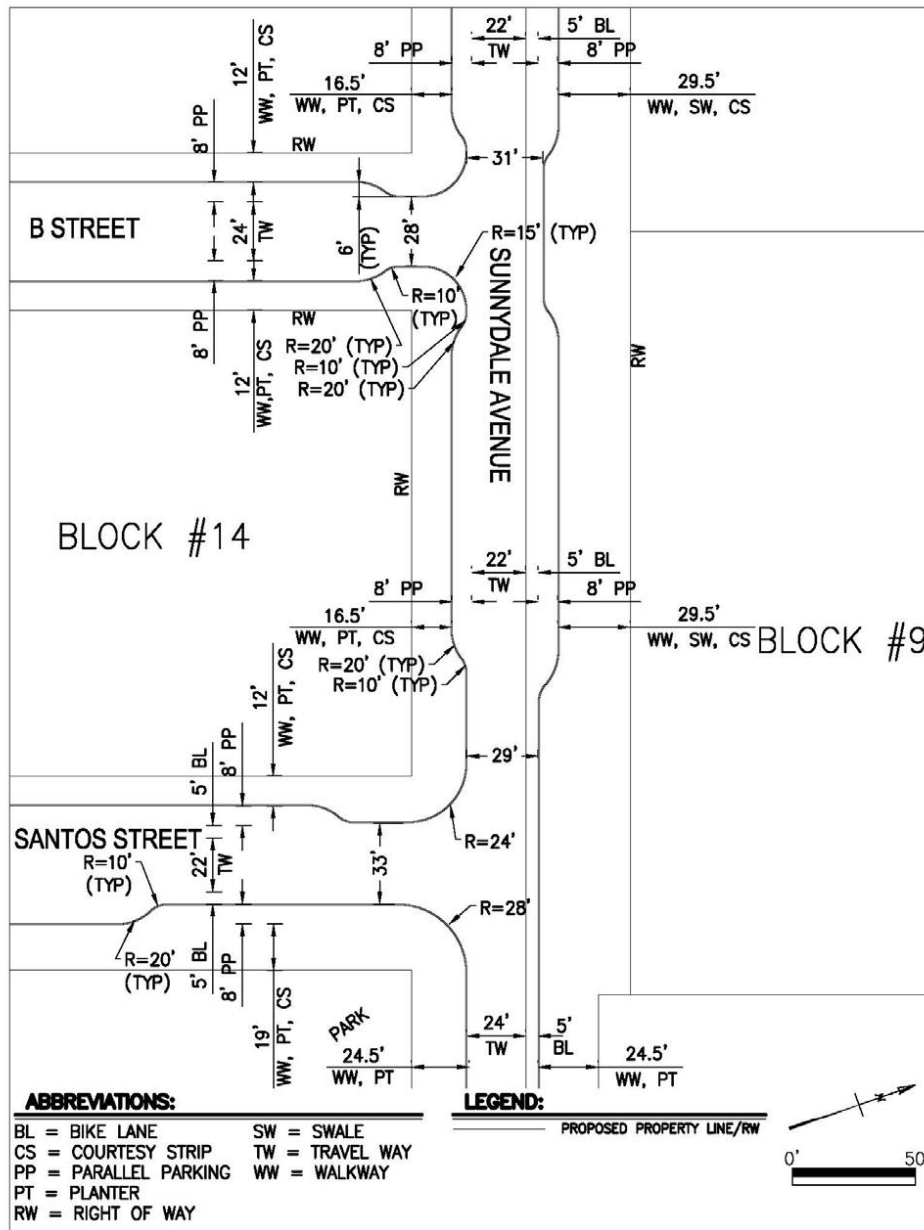 22'
TW
5' BL
8' PP
8' PP
16.5'
WW, PT, CS
29.5'
WW, SW, CS
12'
WW, PT, CS
8' PP
RW
31'
B STREET
24'
TW
6'
(TYP)
28'
R=15' (TYP)
SUNNYDALE AVENUE
R=10'
(TYP)
8' PP
RW
R=20' (TYP)
R=10' (TYP)
R=20' (TYP)
12'
WW,PT, CS
RW
RW
BLOCK #14
22'
TW
5' BL
8' PP
8' PP
16.5'
WW, PT, CS
29.5'
WW, SW, CS
BLOCK #9
R=20' (TYP)
R=10' (TYP)
12'
WW, PT, CS
5' BL
8' PP
29'
SANTOS STREET
R=10'
(TYP)
22'
TW
33'
R=24'
R=28'
R=20'
(TYP)
5' BL
8' PP
19'
WW, PT, CS
PARK
24'
TW
5'
BL
24.5'
WW, PT
24.5'
WW, PT
ABBREVIATIONS:
BL = BIKE LANE
CS = COURTESY STRIP
PP = PARALLEL PARKING
PT = PLANTER
RW = RIGHT OF WAY
SW = SWALE
TW = TRAVEL WAY
WW = WALKWAY
LEGEND:
PROPOSED PROPERTY LINE/RW
N
0'
50